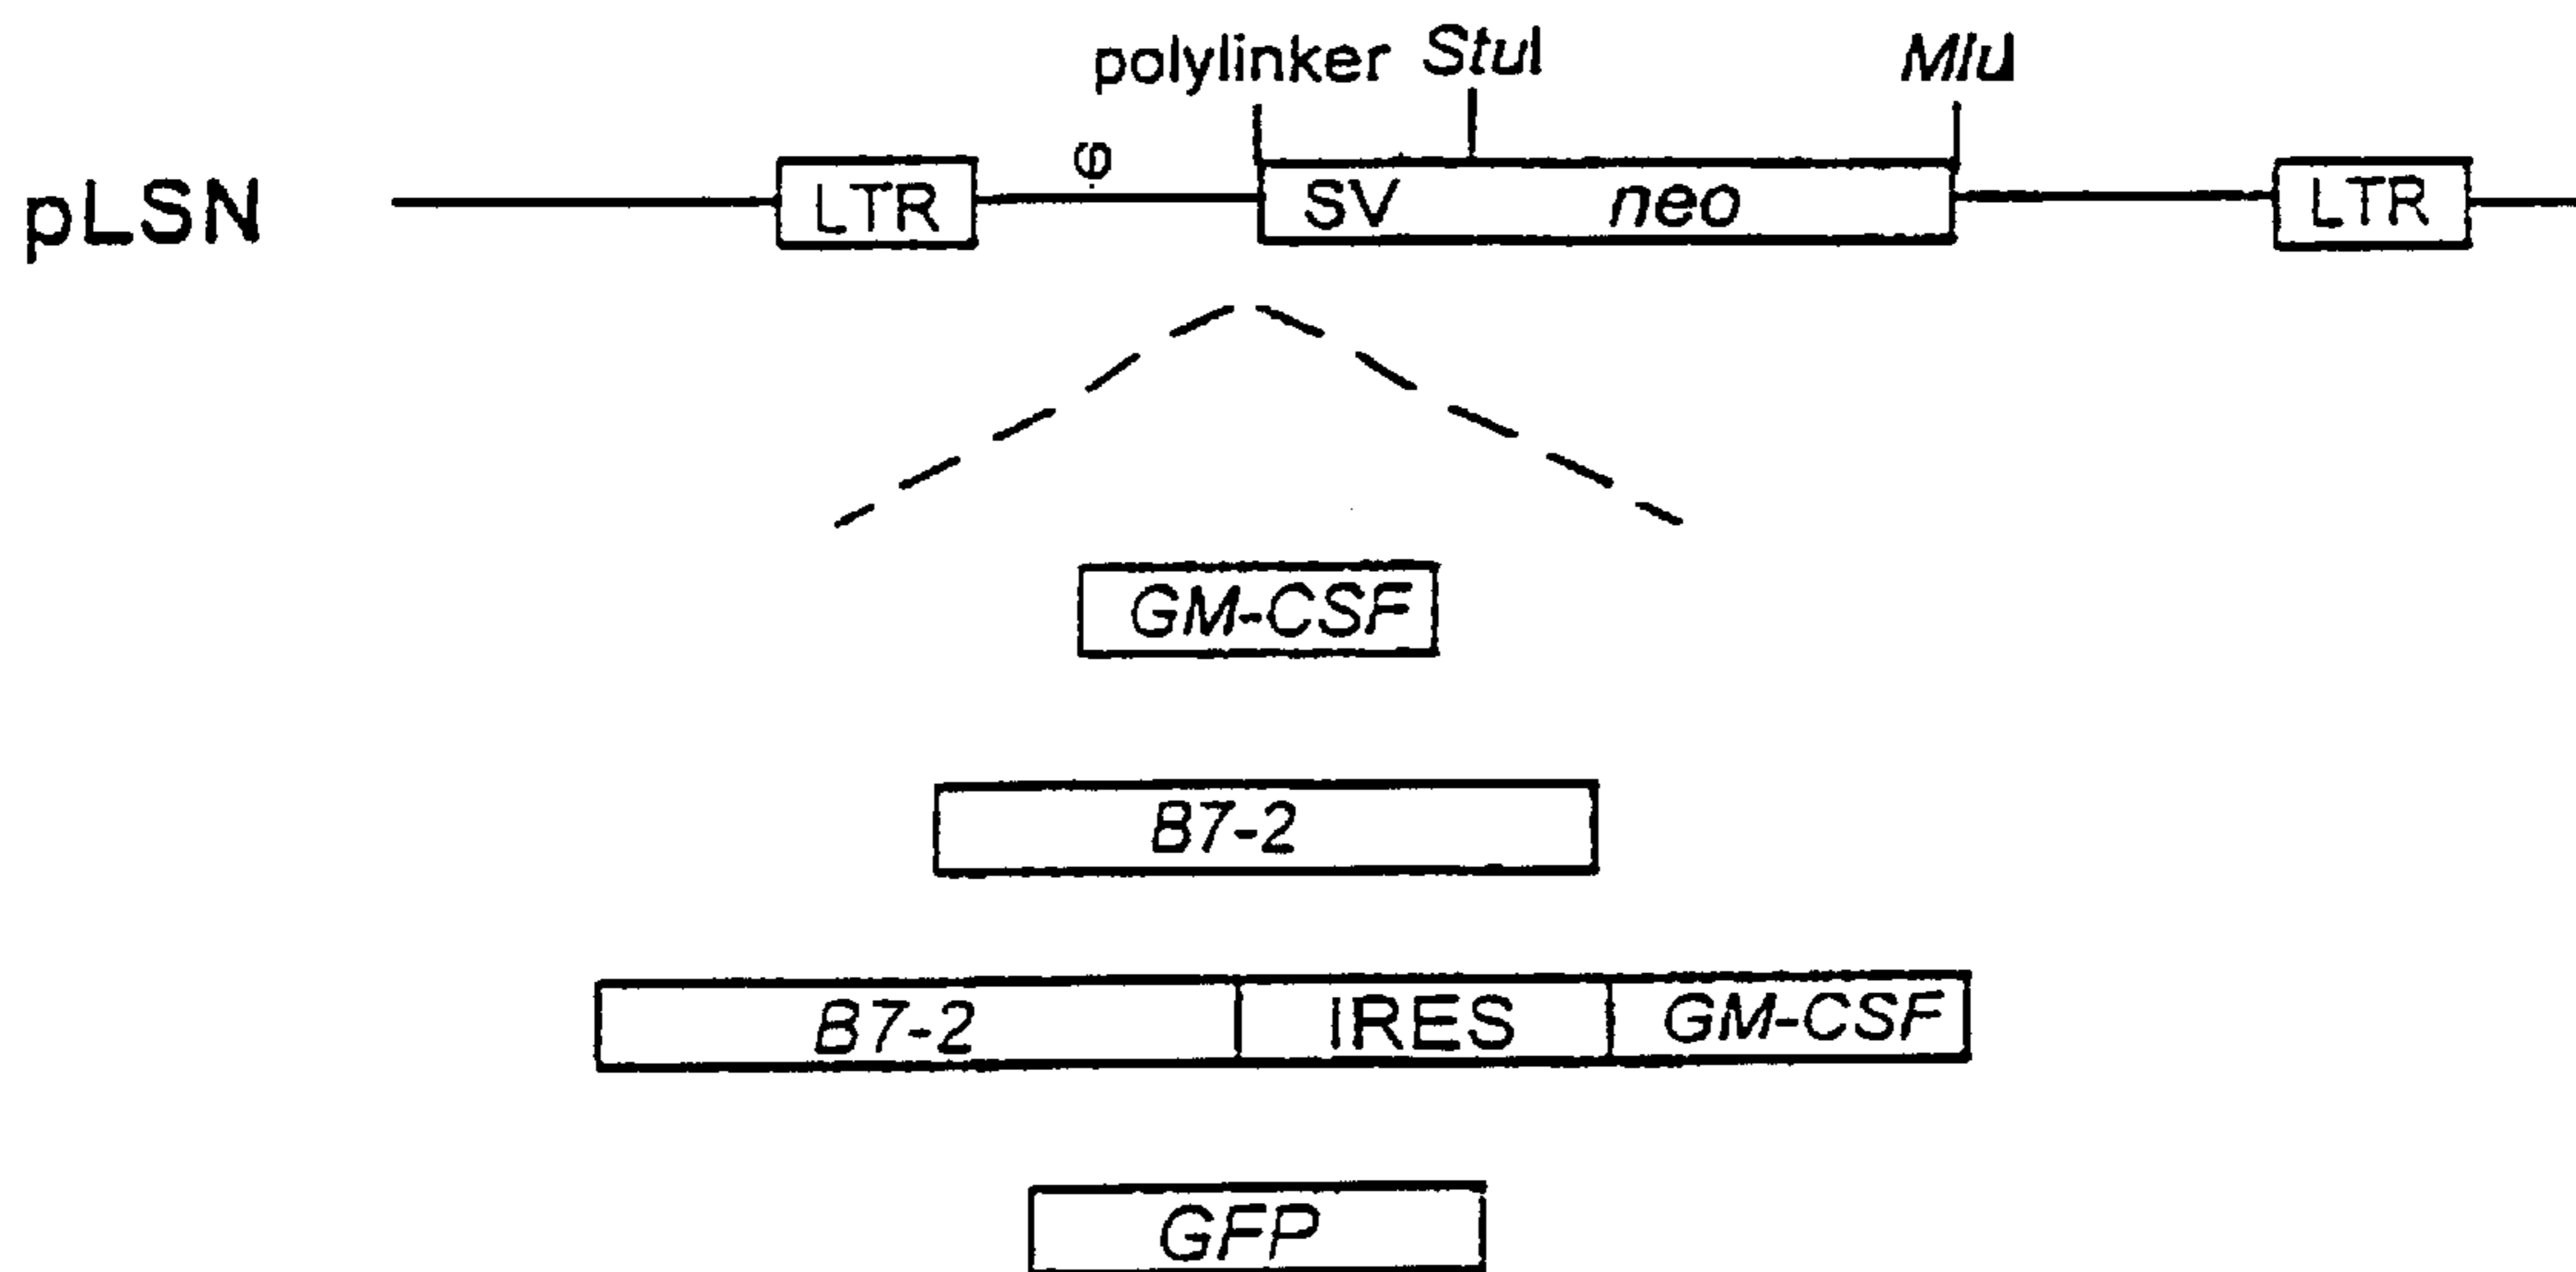 polylinker StuI MluI
φ
pLSN LTR SV neo LTR
GM-CSF
B7-2
B7-2 IRES GM-CSF
GFP